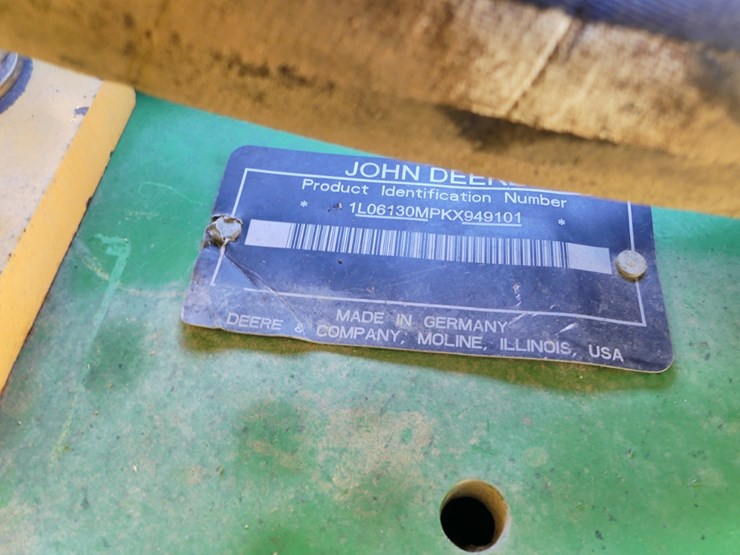 JOHN DEERE
Product Identification Number
* 1L06130MPKX949101 *
MADE IN GERMANY
DEERE & COMPANY, MOLINE, ILLINOIS, USA